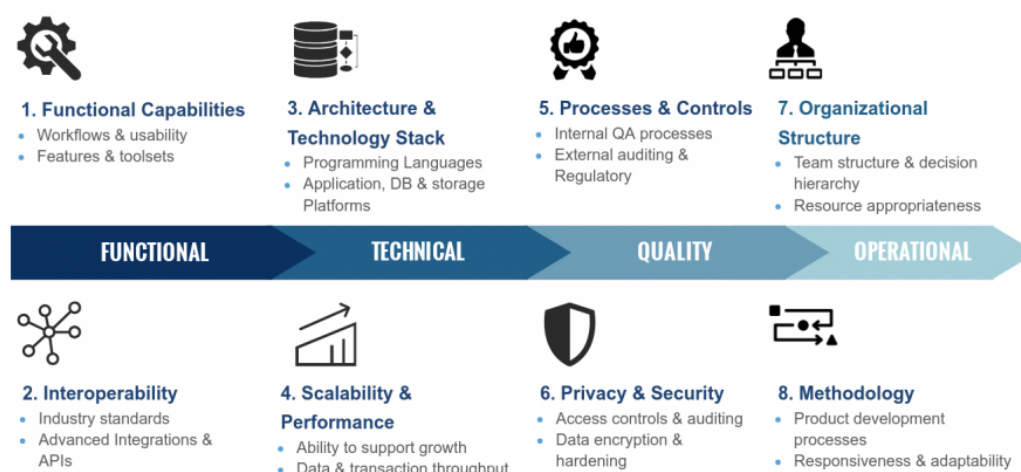 1. Functional Capabilities
• Workflows & usability
• Features & toolsets
3. Architecture &
Technology Stack
• Programming Languages
• Application, DB & storage
Platforms
5. Processes & Controls
• Internal QA processes
• External auditing &
Regulatory
7. Organizational
Structure
• Team structure & decision
hierarchy
• Resource appropriateness
FUNCTIONAL
TECHNICAL
QUALITY
OPERATIONAL
2. Interoperability
• Industry standards
• Advanced Integrations &
APIs
4. Scalability &
Performance
• Ability to support growth
• Data & transaction throughput
6. Privacy & Security
• Access controls & auditing
• Data encryption &
hardening
8. Methodology
• Product development
processes
• Responsiveness & adaptability